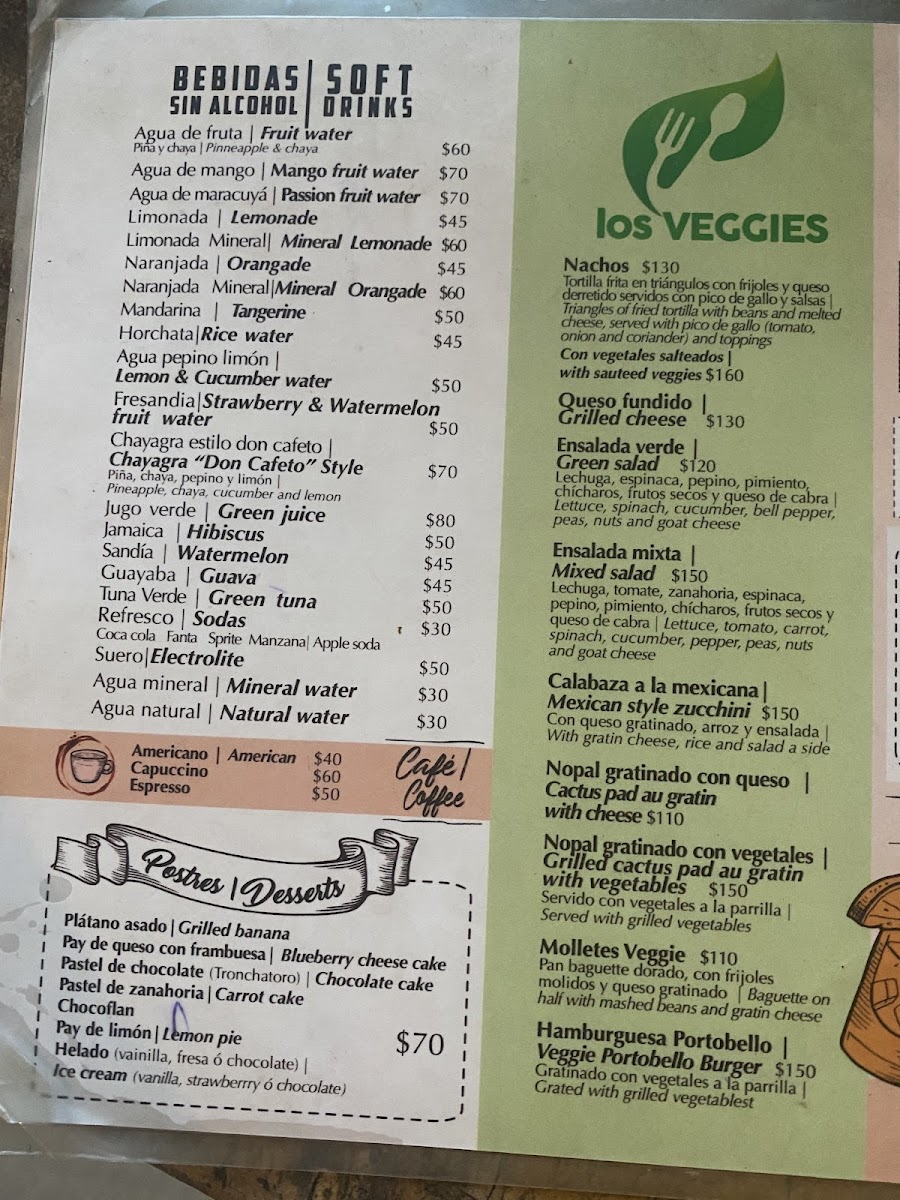 BEBIDAS SIN ALCOHOL | SOFT DRINKS
Agua de fruta | Fruit water
Piña y chaya | Pinneapple & chaya $60
Agua de mango | Mango fruit water $70
Agua de maracuyá | Passion fruit water $70
Limonada | Lemonade $45
Limonada Mineral| Mineral Lemonade $60
Naranjada | Orangade $45
Naranjada Mineral|Mineral Orangade $60
Mandarina | Tangerine $50
Horchata|Rice water $45
Agua pepino limón |
Lemon & Cucumber water $50
Fresandia|Strawberry & Watermelon
fruit water $50
Chayagra estilo don cafeto |
Chayagra “Don Cafeto” Style $70
Piña, chaya, pepino y limón |
Pineapple, chaya, cucumber and lemon
Jugo verde | Green juice $80
Jamaica | Hibiscus $50
Sandía | Watermelon $45
Guayaba | Guava $45
Tuna Verde | Green tuna $50
Refresco | Sodas $30
Coca cola Fanta Sprite Manzana| Apple soda
Suero|Electrolite $50
Agua mineral | Mineral water $30
Agua natural | Natural water $30
Café / Coffee
Americano | American $40
Capuccino $60
Espresso $50
Postres | Desserts
Plátano asado | Grilled banana
Pay de queso con frambuesa | Blueberry cheese cake
Pastel de chocolate (Tronchatoro) | Chocolate cake
Pastel de zanahoria | Carrot cake
Chocoflan
Pay de limón | Lemon pie $70
Helado (vainilla, fresa ó chocolate) |
Ice cream (vanilla, strawberrry ó chocolate)
los VEGGIES
Nachos $130
Tortilla frita en triángulos con frijoles y queso
derretido servidos con pico de gallo y salsas |
Triangles of fried tortilla with beans and melted
cheese, served with pico de gallo (tomato,
onion and coriander) and toppings
Con vegetales salteados |
with sauteed veggies $160
Queso fundido |
Grilled cheese $130
Ensalada verde |
Green salad $120
Lechuga, espinaca, pepino, pimiento,
chícharos, frutos secos y queso de cabra |
Lettuce, spinach, cucumber, bell pepper,
peas, nuts and goat cheese
Ensalada mixta |
Mixed salad $150
Lechuga, tomate, zanahoria, espinaca,
pepino, pimiento, chícharos, frutos secos y
queso de cabra | Lettuce, tomato, carrot,
spinach, cucumber, pepper, peas, nuts
and goat cheese
Calabaza a la mexicana |
Mexican style zucchini $150
Con queso gratinado, arroz y ensalada |
With gratin cheese, rice and salad a side
Nopal gratinado con queso |
Cactus pad au gratin
with cheese $110
Nopal gratinado con vegetales |
Grilled cactus pad au gratin
with vegetables $150
Servido con vegetales a la parrilla |
Served with grilled vegetables
Molletes Veggie $110
Pan baguette dorado, con frijoles
molidos y queso gratinado | Baguette on
half with mashed beans and gratin cheese
Hamburguesa Portobello |
Veggie Portobello Burger $150
Gratinado con vegetales a la parrilla |
Grated with grilled vegetablest